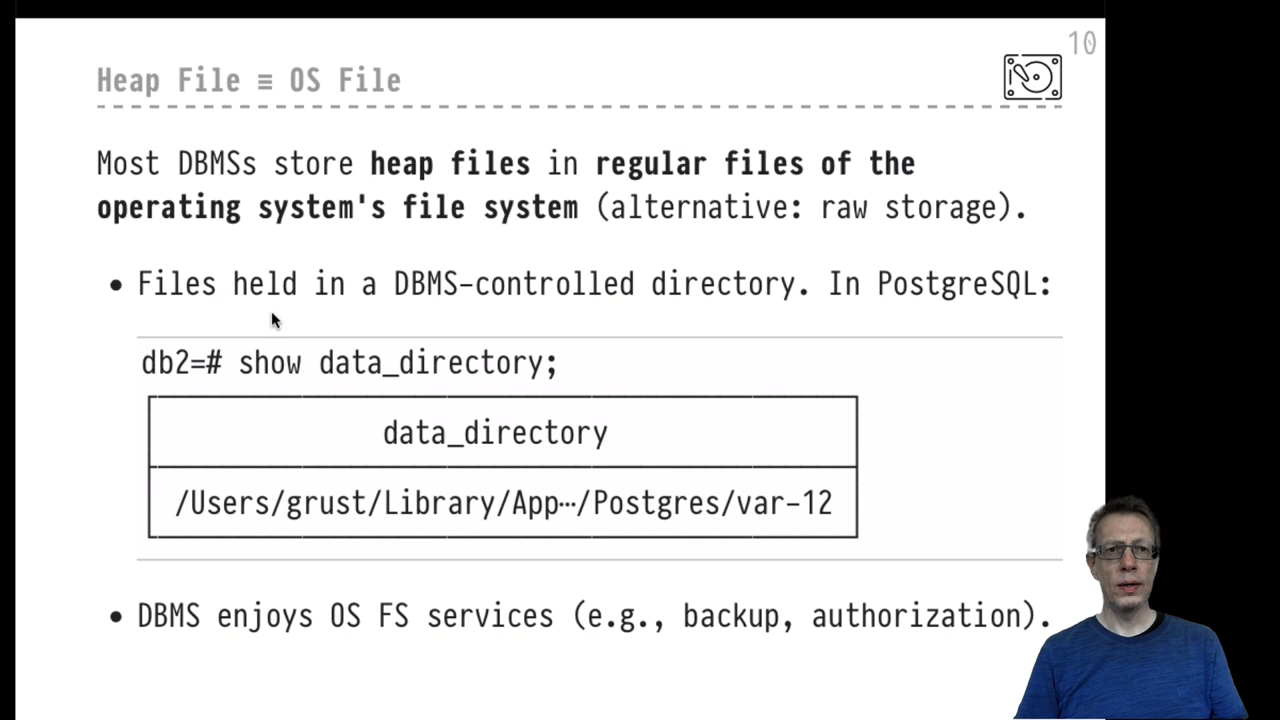 10
Heap File ≡ OS File
Most DBMSs store heap files in regular files of the
operating system's file system (alternative: raw storage).
• Files held in a DBMS-controlled directory. In PostgreSQL:
db2=# show data_directory;
data_directory
/Users/grust/Library/App⋯/Postgres/var-12
• DBMS enjoys OS FS services (e.g., backup, authorization).